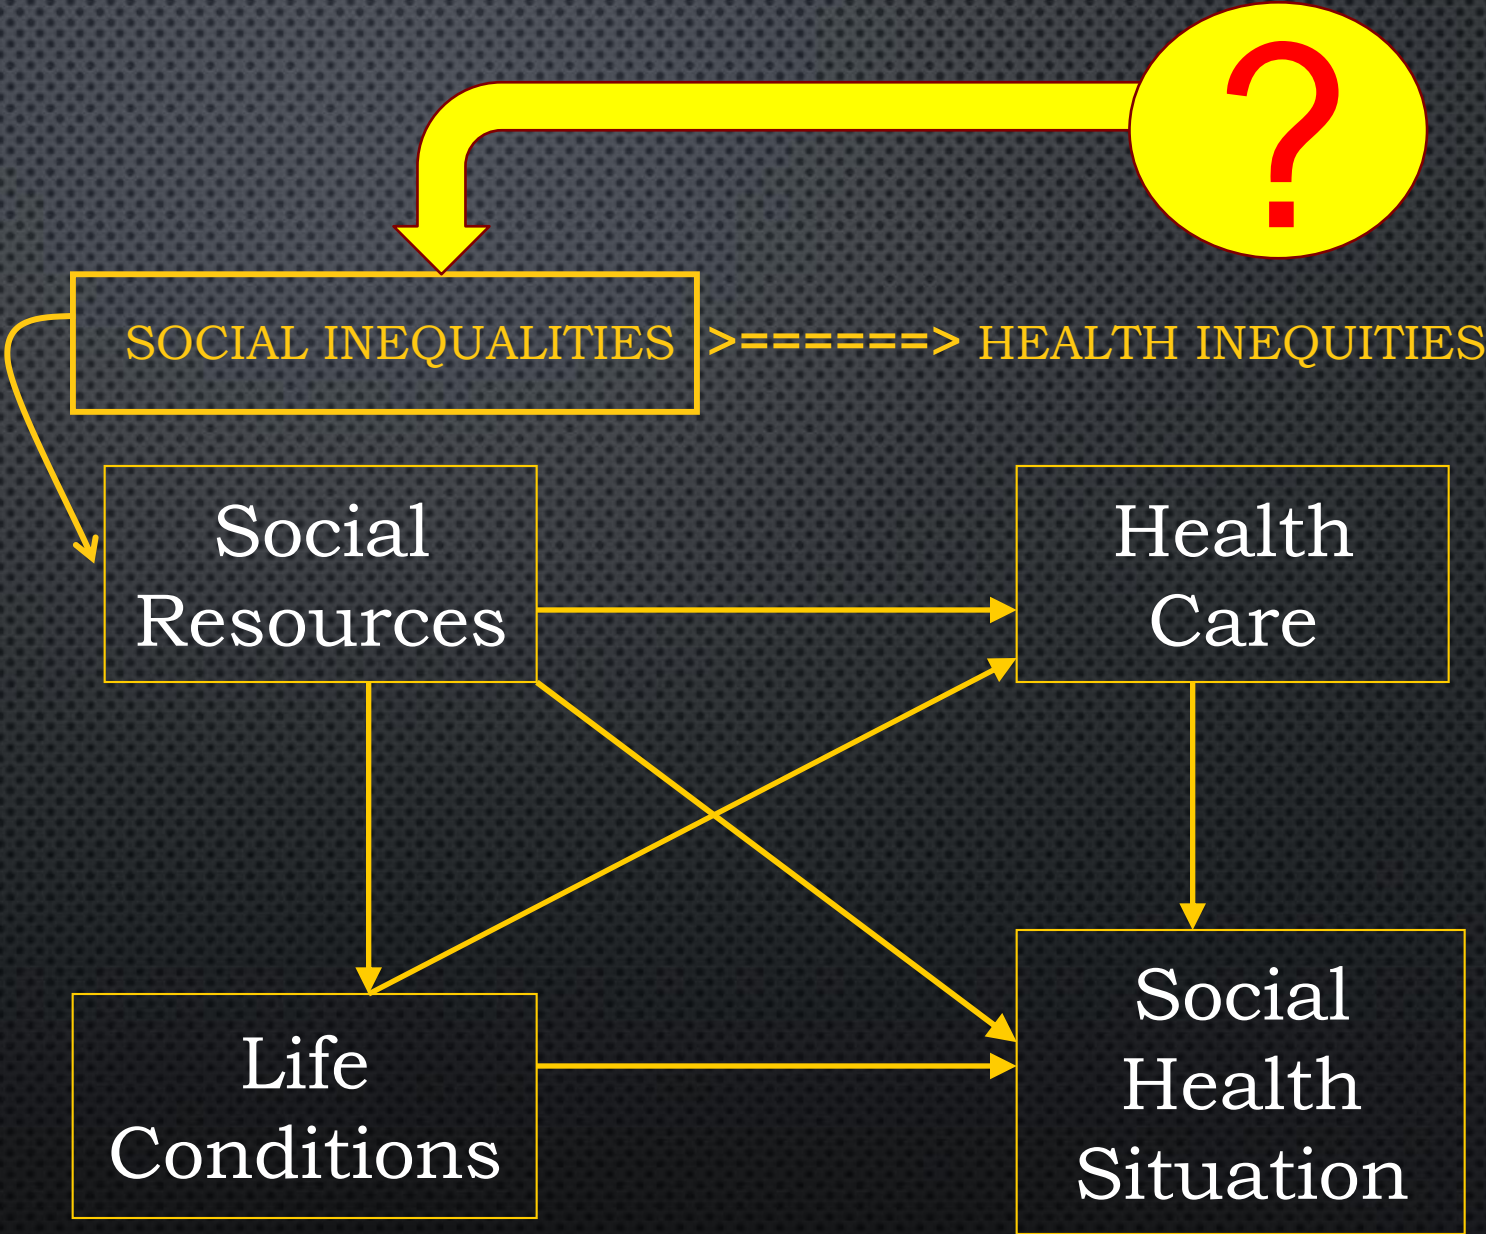 ?
SOCIAL INEQUALITIES >======> HEALTH INEQUITIES
Social
Resources
Health
Care
Life
Conditions
Social
Health
Situation